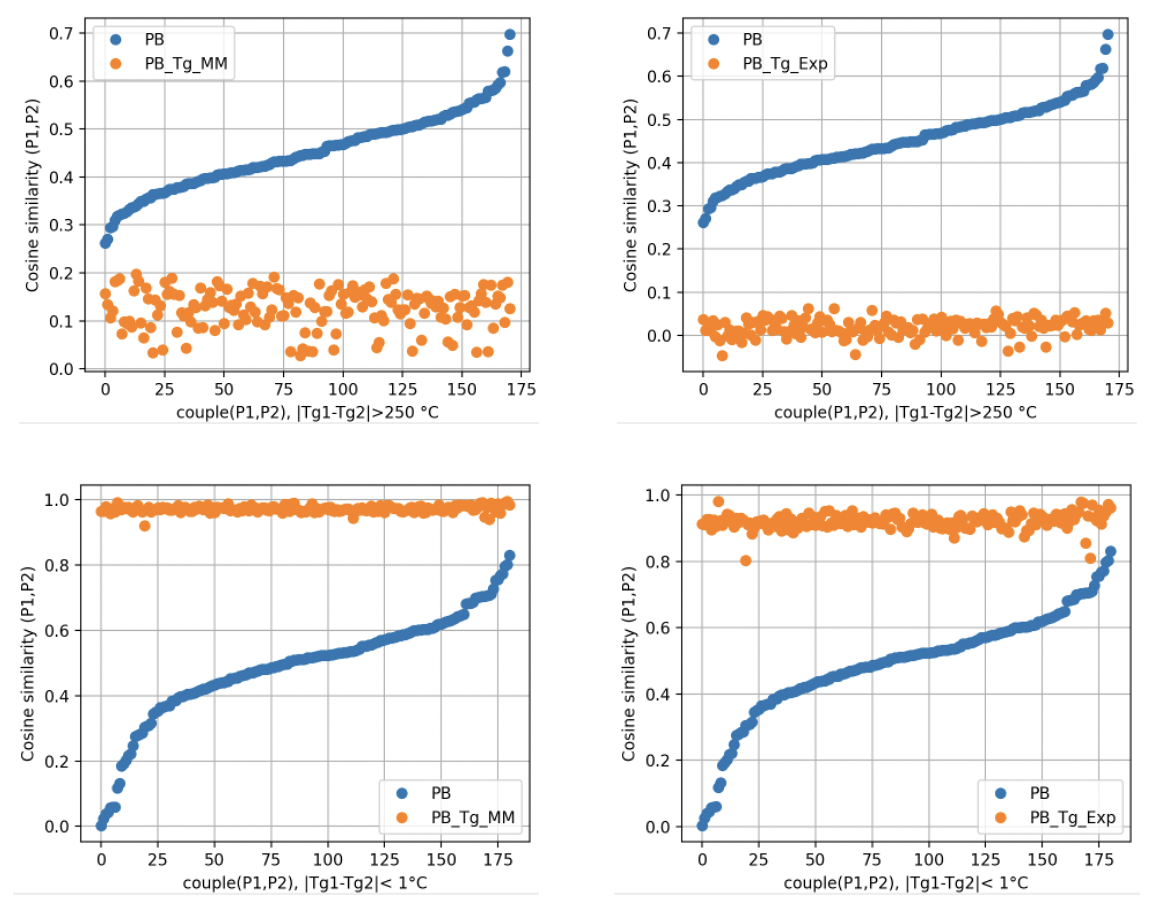 0.7
0.6
0.5
0.4
0.3
0.2
0.1
0.0
Cosine similarity (P1,P2)
PB
PB_Tg_MM
0 25 50 75 100 125 150 175
couple(P1,P2), |Tg1-Tg2|>250 °C
0.7
0.6
0.5
0.4
0.3
0.2
0.1
0.0
Cosine similarity (P1,P2)
PB
PB_Tg_Exp
0 25 50 75 100 125 150 175
couple(P1,P2), |Tg1-Tg2|>250 °C
1.0
0.8
0.6
0.4
0.2
0.0
Cosine similarity (P1,P2)
PB
PB_Tg_MM
0 25 50 75 100 125 150 175
couple(P1,P2), |Tg1-Tg2|< 1°C
1.0
0.8
0.6
0.4
0.2
0.0
Cosine similarity (P1,P2)
PB
PB_Tg_Exp
0 25 50 75 100 125 150 175
couple(P1,P2), |Tg1-Tg2|< 1°C